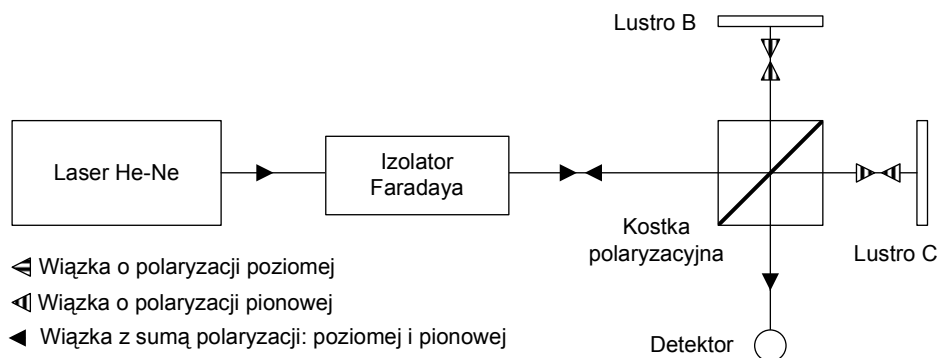 Lustro B
Laser He-Ne
Izolator
Faradaya
Kostka
polaryzacyjna
Lustro C
Wiązka o polaryzacji poziomej
Wiązka o polaryzacji pionowej
Wiązka z sumą polaryzacji: poziomej i pionowej
Detektor